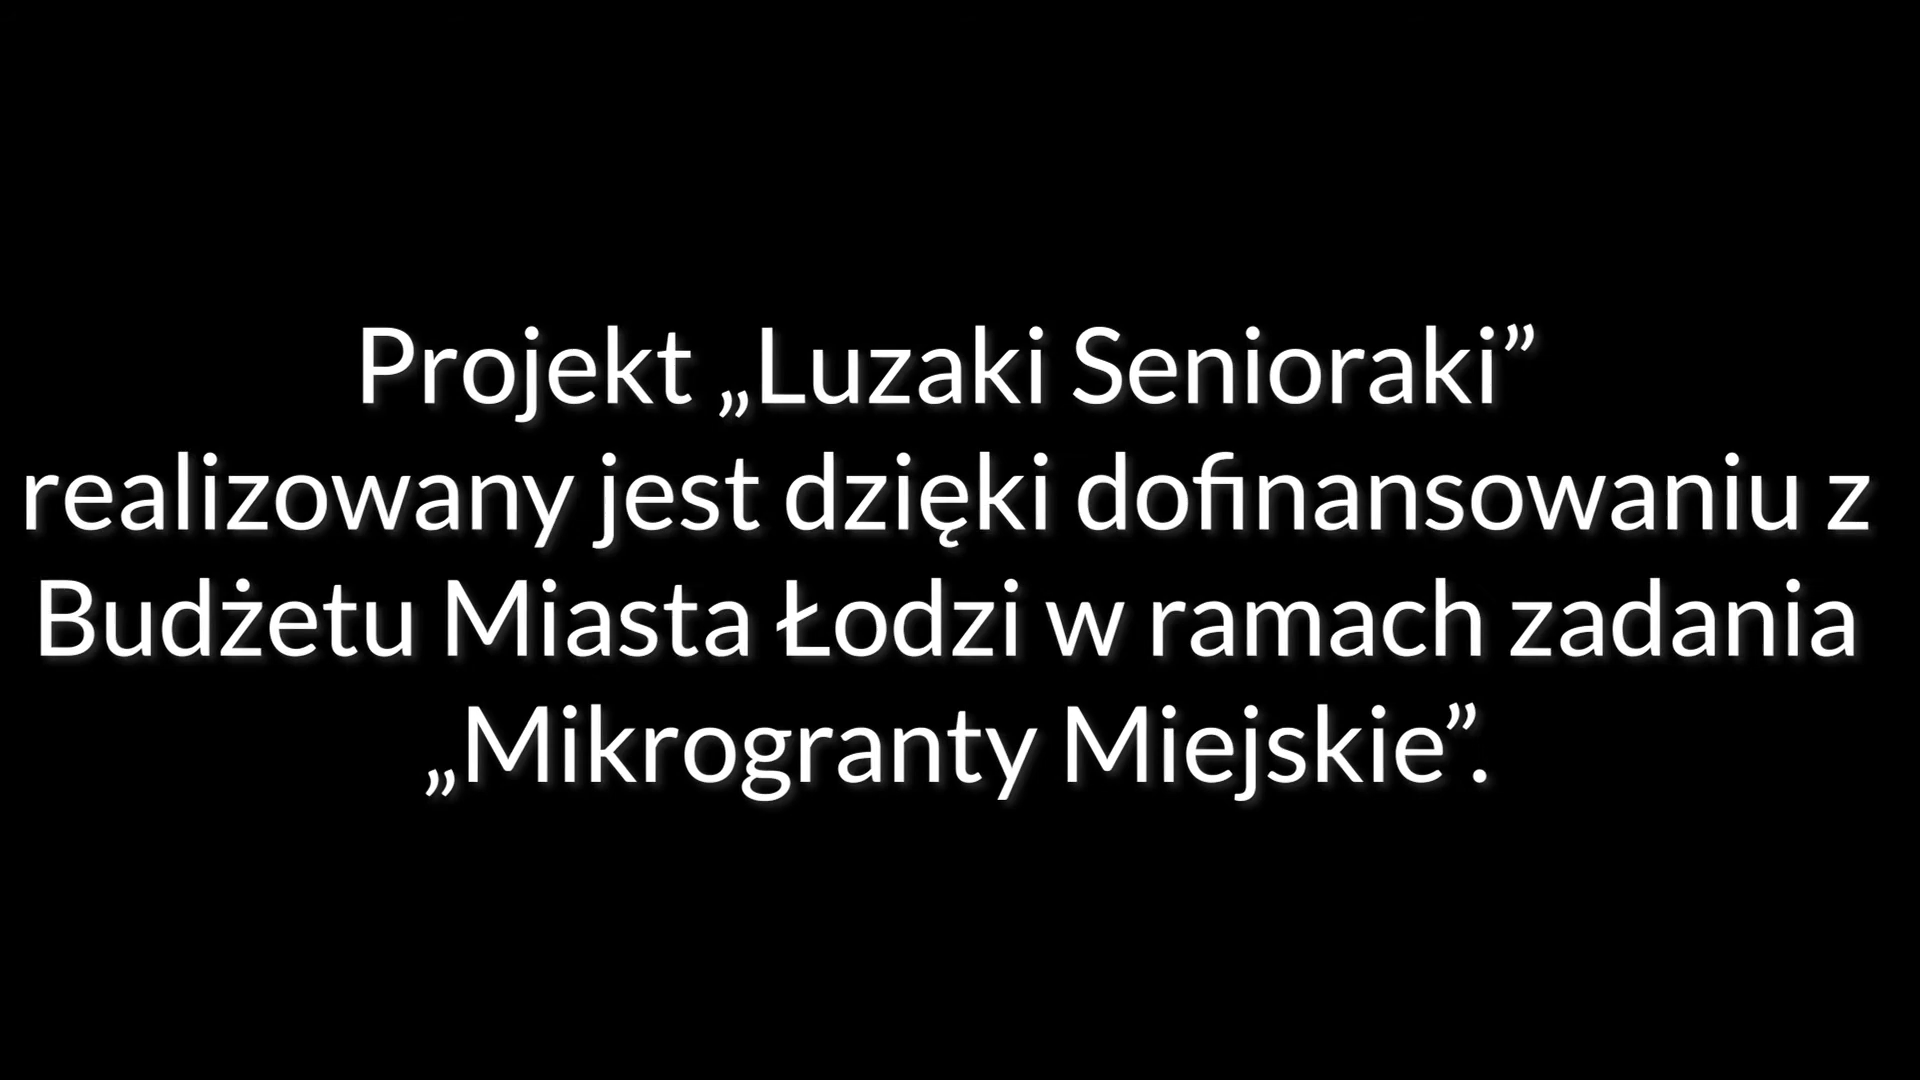 Projekt „Luzaki Senioraki”
realizowany jest dzięki dofinansowaniu z
Budżetu Miasta Łodzi w ramach zadania
„Mikrogranty Miejskie”.